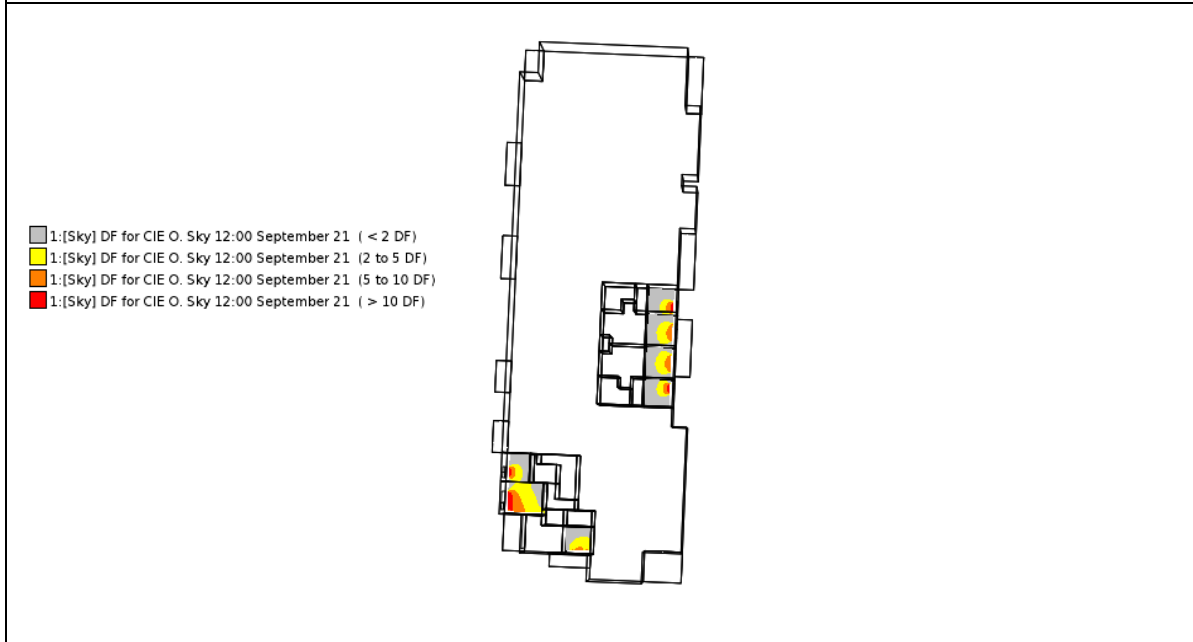 1:[Sky] DF for CIE O. Sky 12:00 September 21 ( < 2 DF)
1:[Sky] DF for CIE O. Sky 12:00 September 21 (2 to 5 DF)
1:[Sky] DF for CIE O. Sky 12:00 September 21 (5 to 10 DF)
1:[Sky] DF for CIE O. Sky 12:00 September 21 ( > 10 DF)